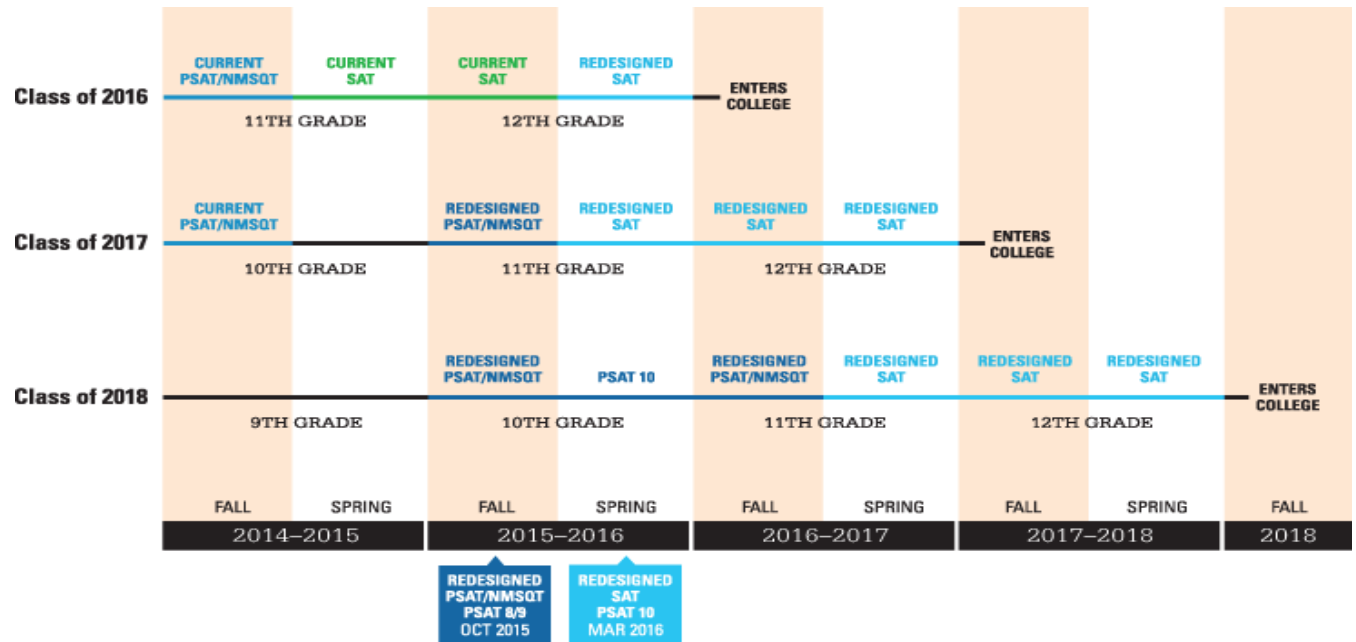 CURRENT PSAT/NMSQT
CURRENT SAT
CURRENT SAT
REDESIGNED SAT
Class of 2016
ENTERS COLLEGE
11TH GRADE
12TH GRADE
CURRENT PSAT/NMSQT
REDESIGNED PSAT/NMSQT
REDESIGNED SAT
REDESIGNED SAT
REDESIGNED SAT
Class of 2017
ENTERS COLLEGE
10TH GRADE
11TH GRADE
12TH GRADE
REDESIGNED PSAT/NMSQT
PSAT 10
REDESIGNED PSAT/NMSQT
REDESIGNED SAT
REDESIGNED SAT
REDESIGNED SAT
Class of 2018
ENTERS COLLEGE
9TH GRADE
10TH GRADE
11TH GRADE
12TH GRADE
FALL
SPRING
FALL
SPRING
FALL
SPRING
FALL
SPRING
FALL
2014–2015
2015–2016
2016–2017
2017–2018
2018
REDESIGNED
PSAT/NMSQT
PSAT 8/9
OCT 2015
REDESIGNED
SAT
PSAT 10
MAR 2016